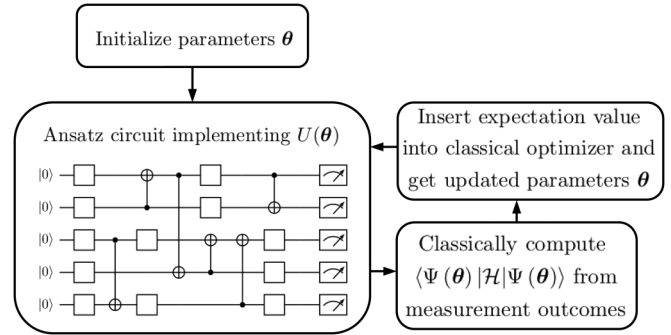 Initialize parameters θ
Ansatz circuit implementing U(θ)
|0⟩
|0⟩
|0⟩
|0⟩
|0⟩
Insert expectation value
into classical optimizer and
get updated parameters θ
Classically compute
⟨Ψ (θ) |ℋ|Ψ (θ)⟩ from
measurement outcomes